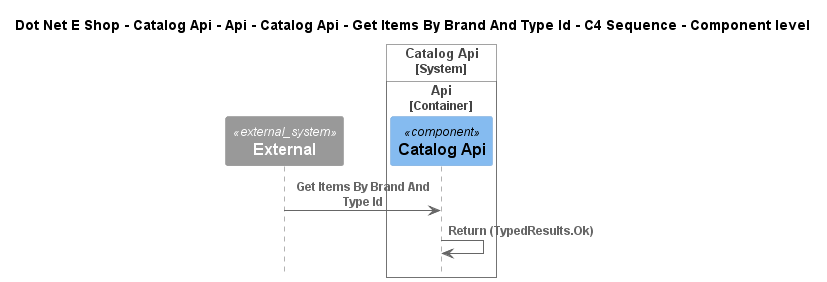 Dot Net E Shop - Catalog Api - Api - Catalog Api - Get Items By Brand And Type Id - C4 Sequence - Component level
Catalog Api
[System]
Api
[Container]
«external_system»
External
«component»
Catalog Api
Get Items By Brand And
Type Id
Return (TypedResults.Ok)